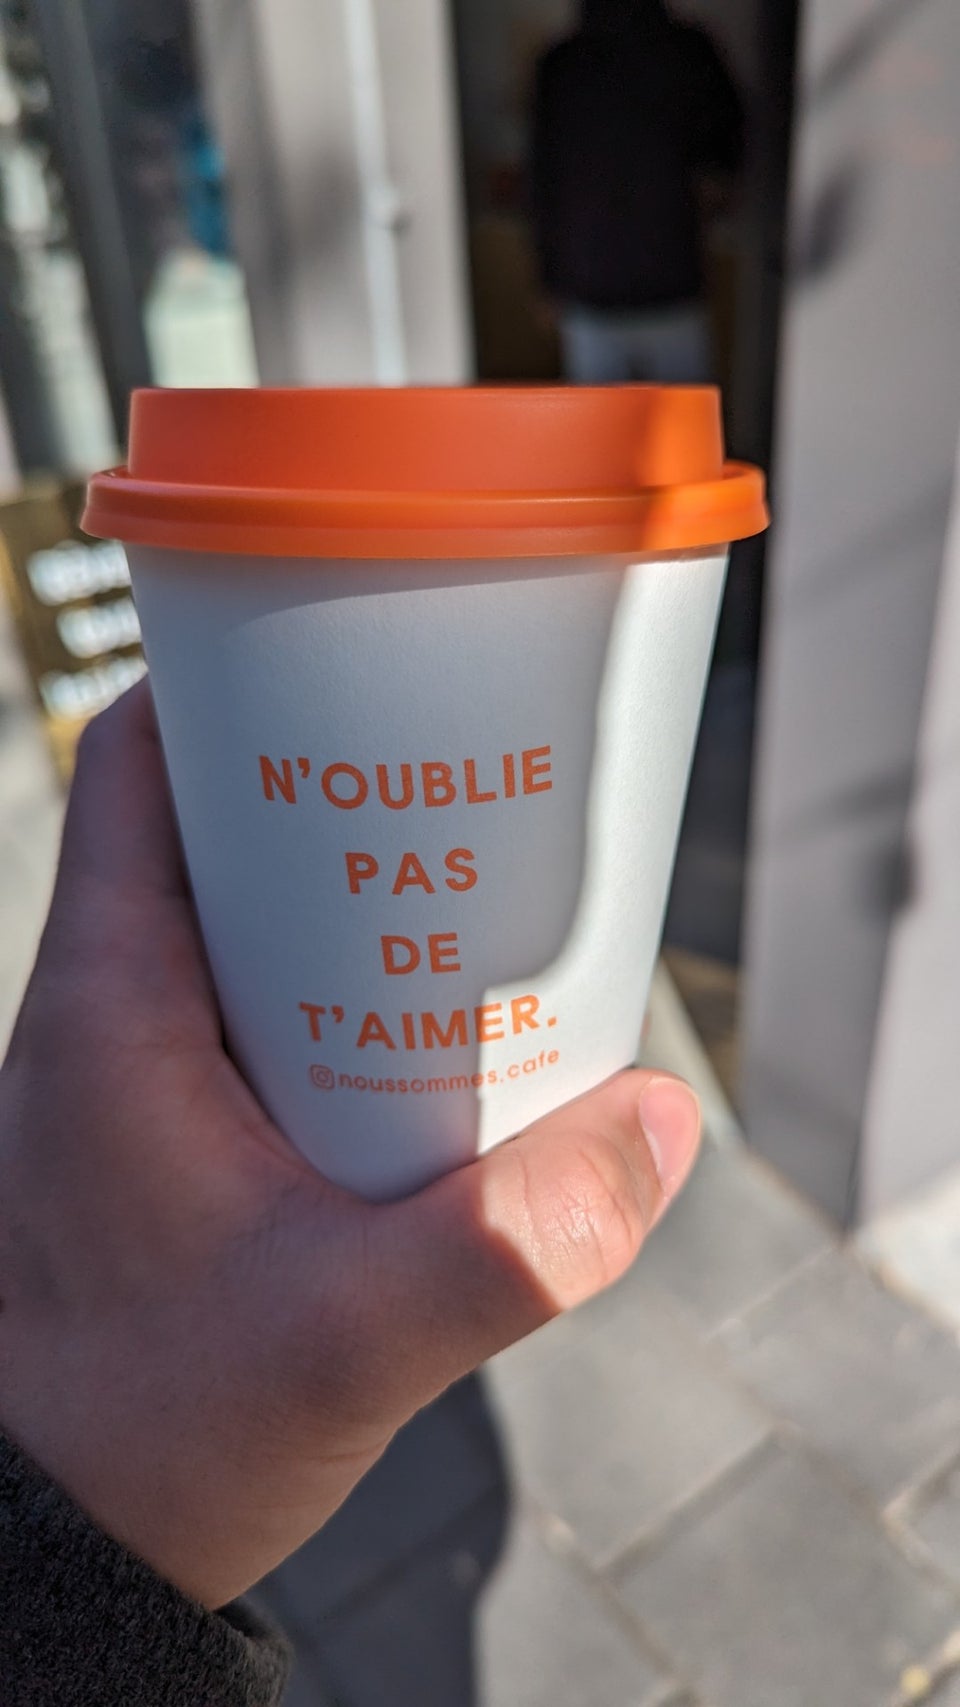 N'OUBLIE
PAS
DE
T'AIMER.
noussommes.cafe